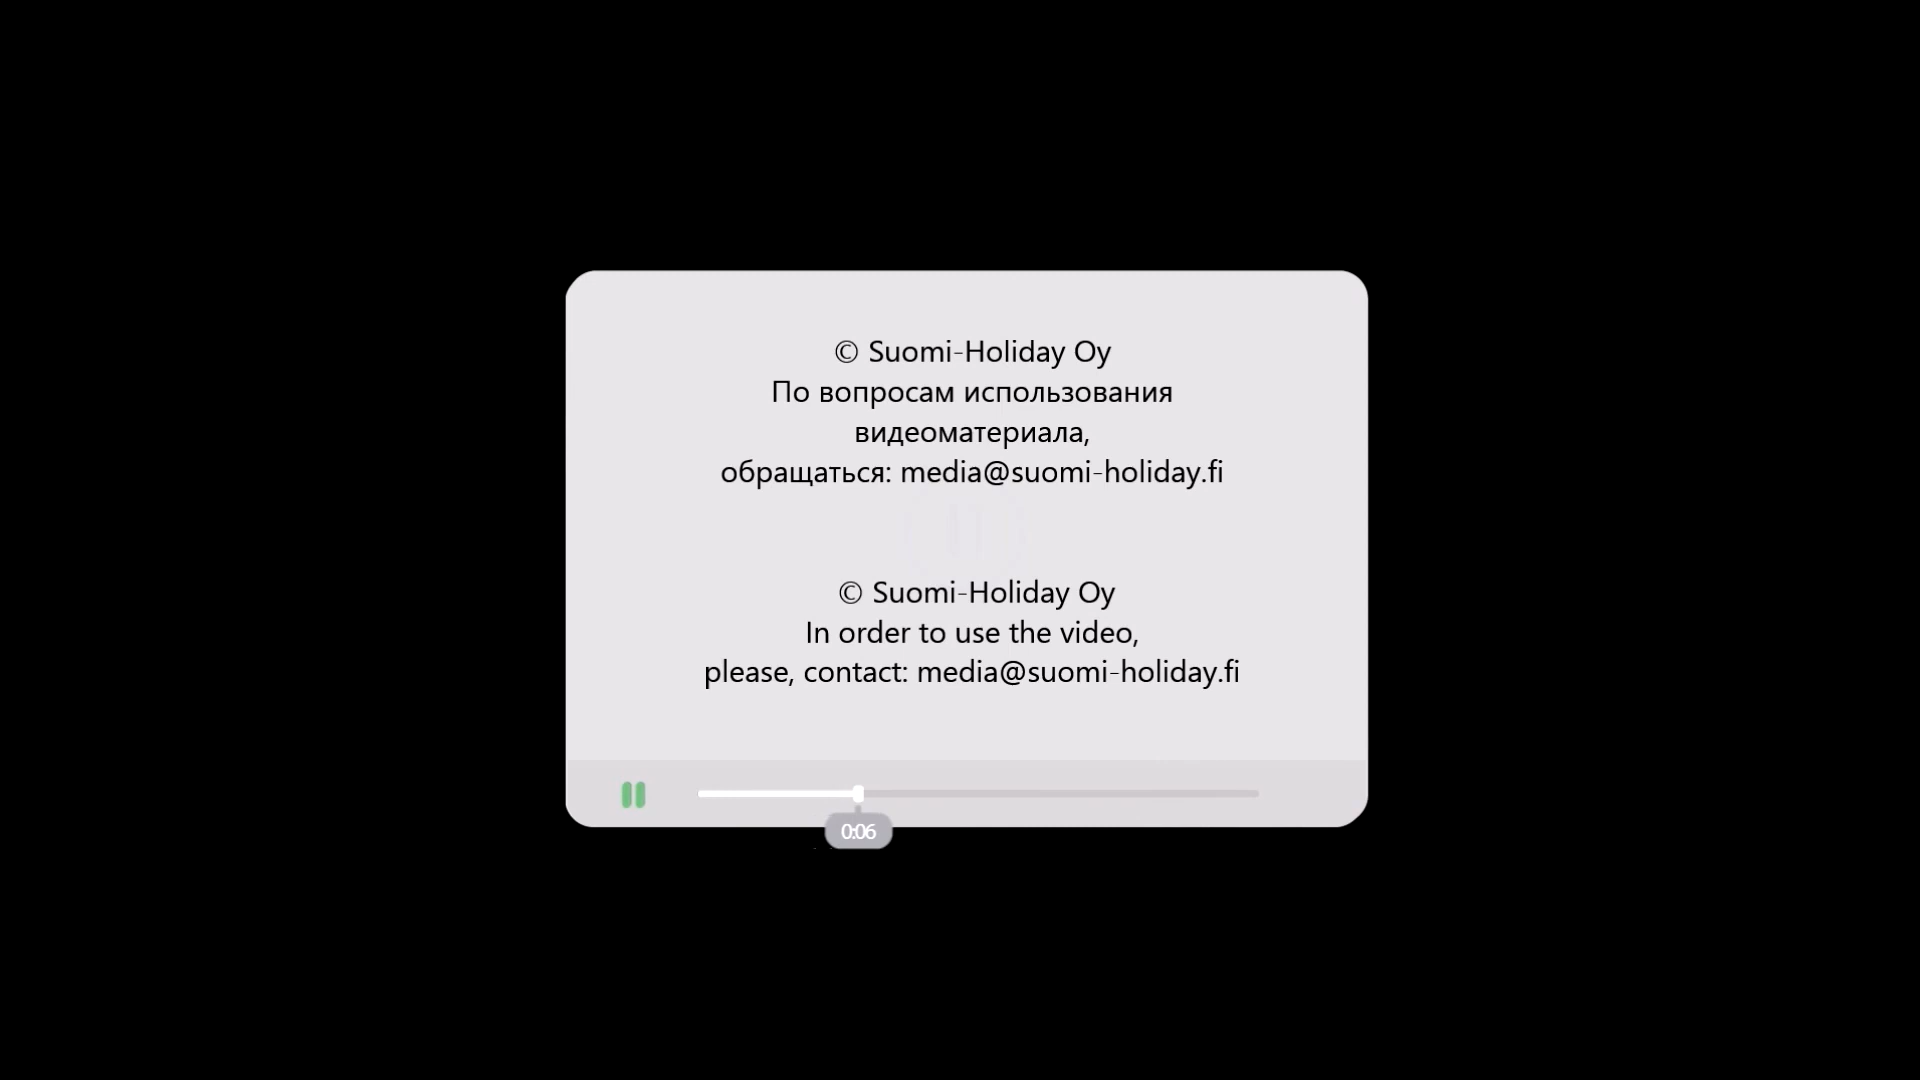 © Suomi-Holiday Oy
По вопросам использования
видеоматериала,
обращаться: media@suomi-holiday.fi
© Suomi-Holiday Oy
In order to use the video,
please, contact: media@suomi-holiday.fi
0:06